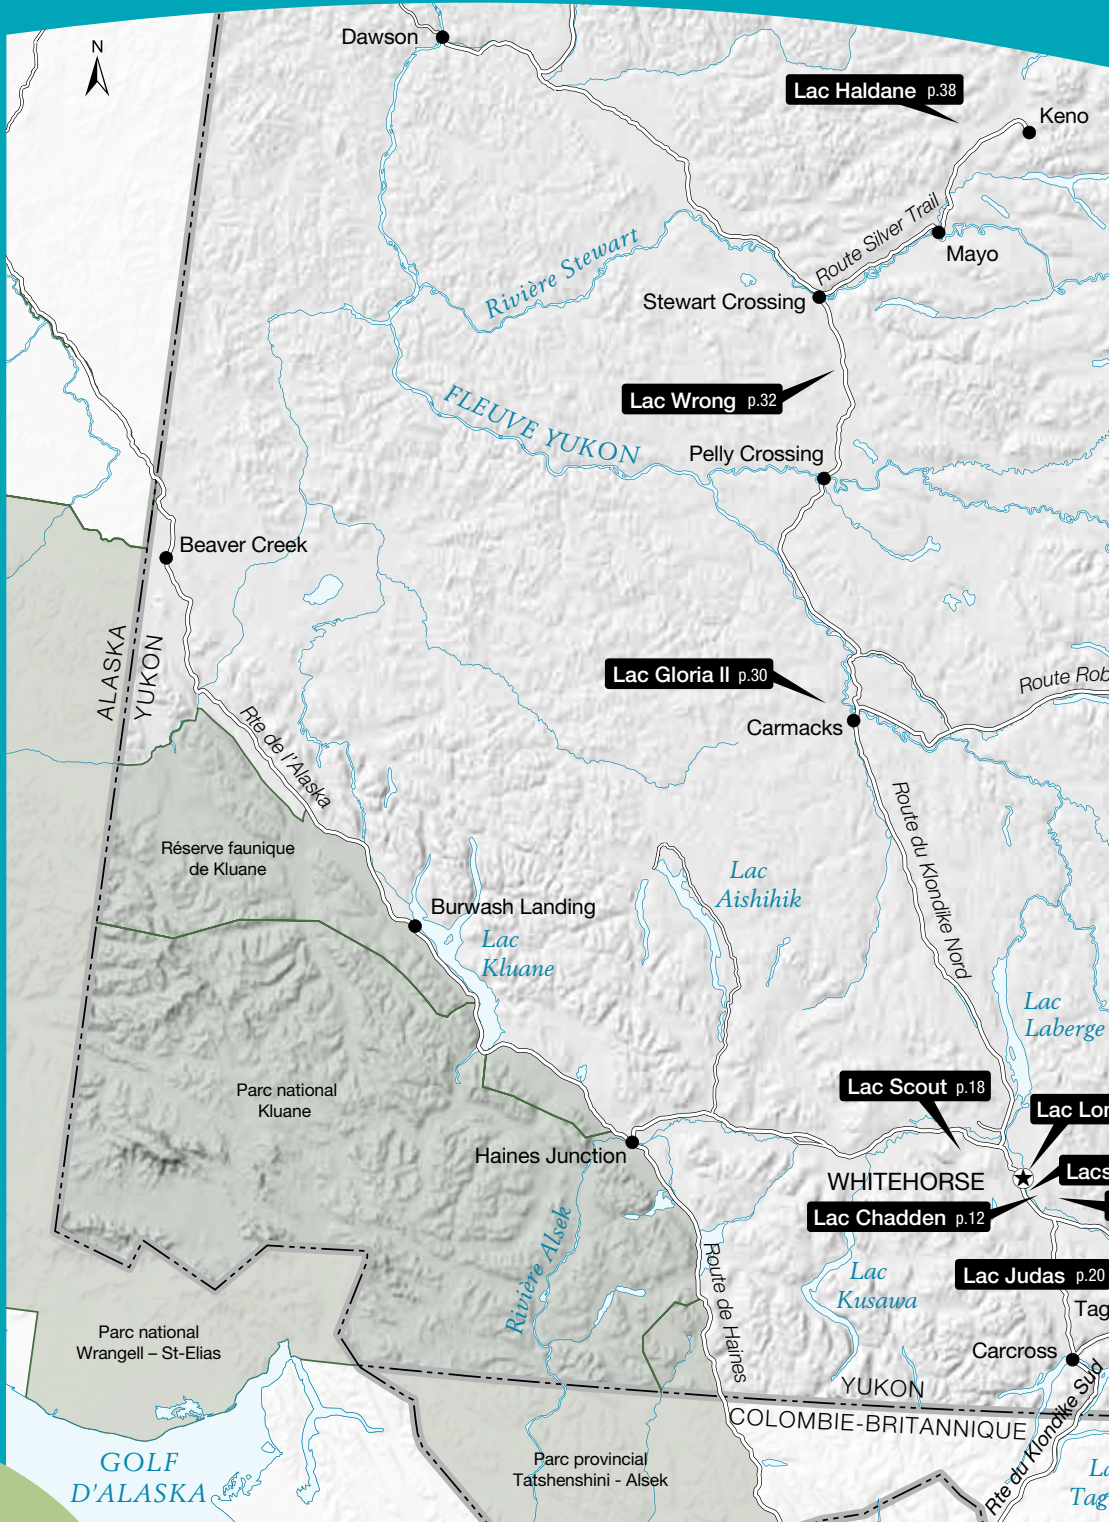 N
Dawson
Lac Haldane p.38
Keno
Route Silver Trail
Mayo
Rivière Stewart
Stewart Crossing
Lac Wrong p.32
FLEUVE YUKON
Pelly Crossing
Beaver Creek
ALASKA
YUKON
Lac Gloria II p.30
Route Rob
Carmacks
Rte de l'Alaska
Route du Klondike Nord
Réserve faunique
de Kluane
Lac
Aishihik
Burwash Landing
Lac
Kluane
Lac
Laberge
Parc national
Kluane
Lac Scout p.18
Lac Lon
Haines Junction
WHITEHORSE
Lacs
Lac Chadden p.12
Rivière Alsek
Route de Haines
Lac
Kusawa
Lac Judas p.20
Tag
Parc national
Wrangell – St-Elias
Carcross
YUKON
COLOMBIE-BRITANNIQUE
Rte du Klondike Sud
GOLF
D'ALASKA
Parc provincial
Tatshenshini - Alsek
La
Tag